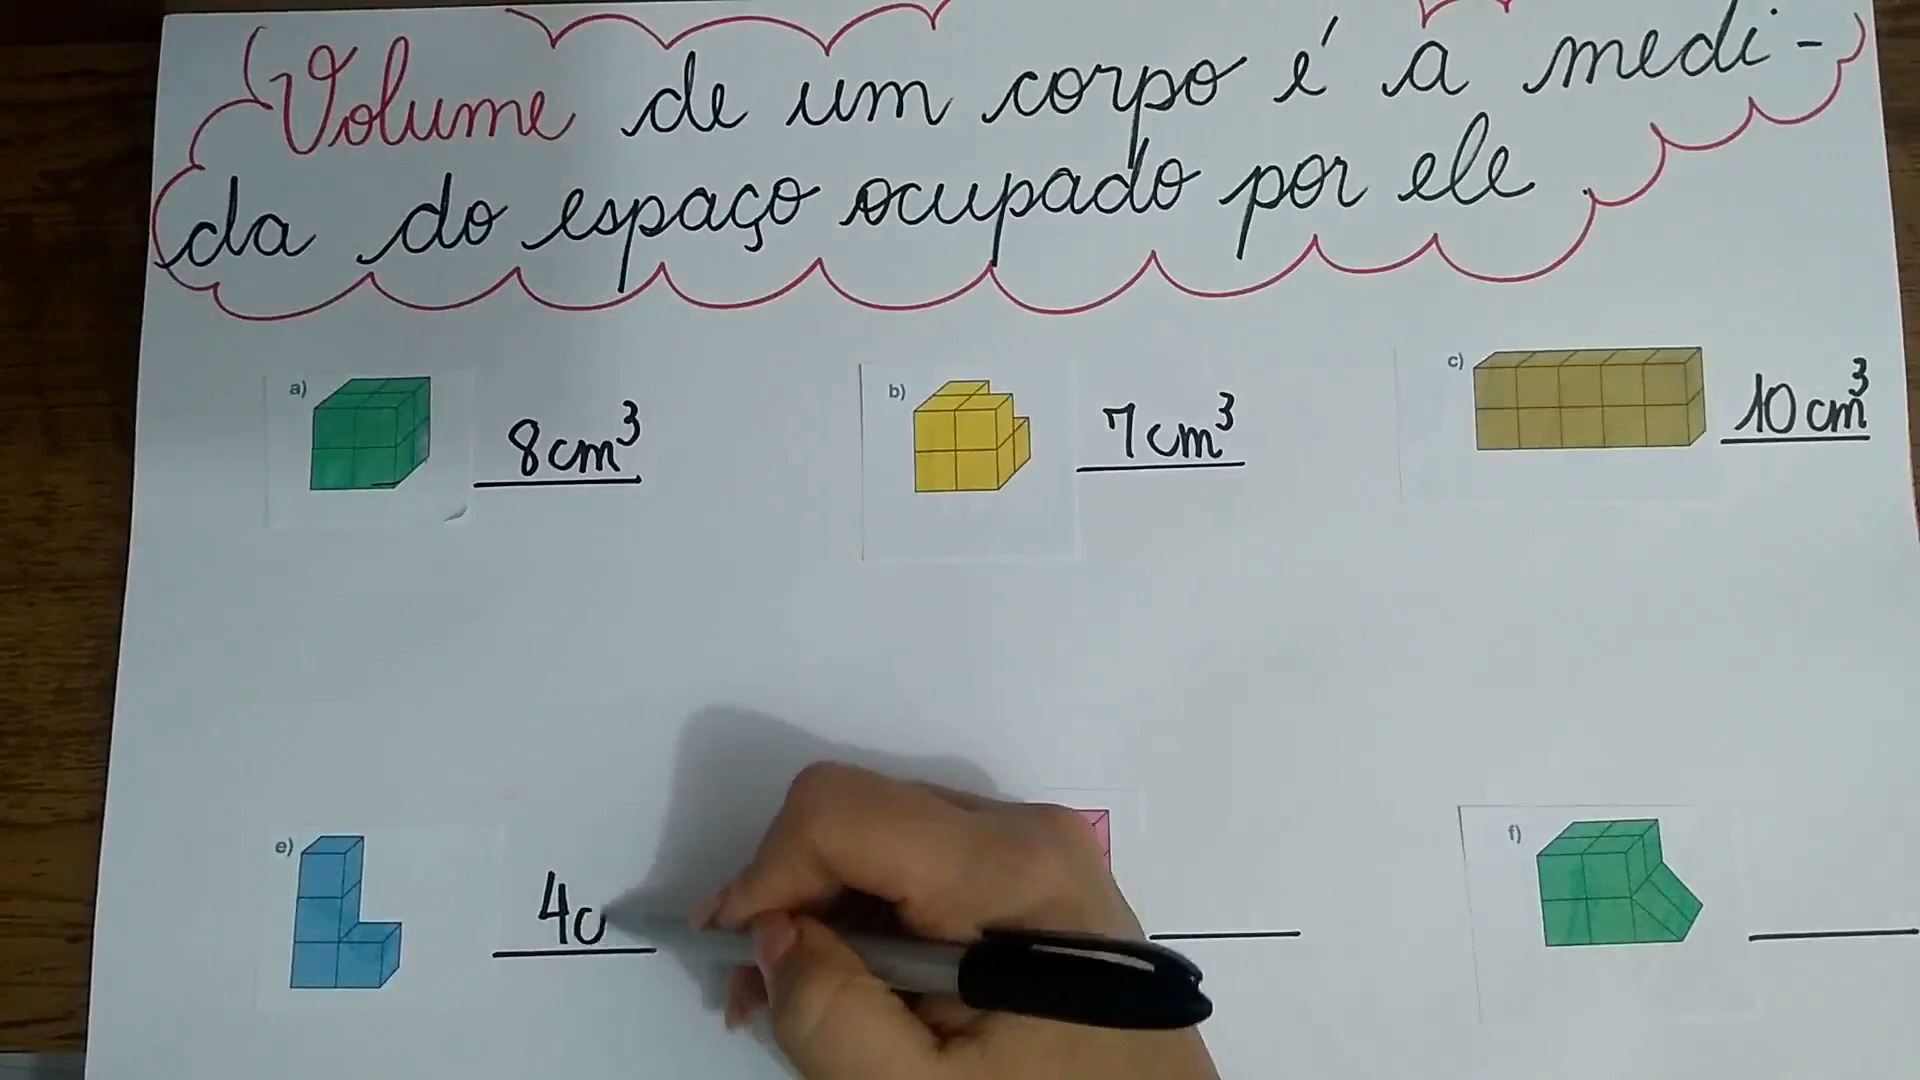 Volume de um corpo é a medi-
da do espaço ocupado por ele.
a) 8cm³
b) 7cm³
c) 10cm³
e) 4c
f)